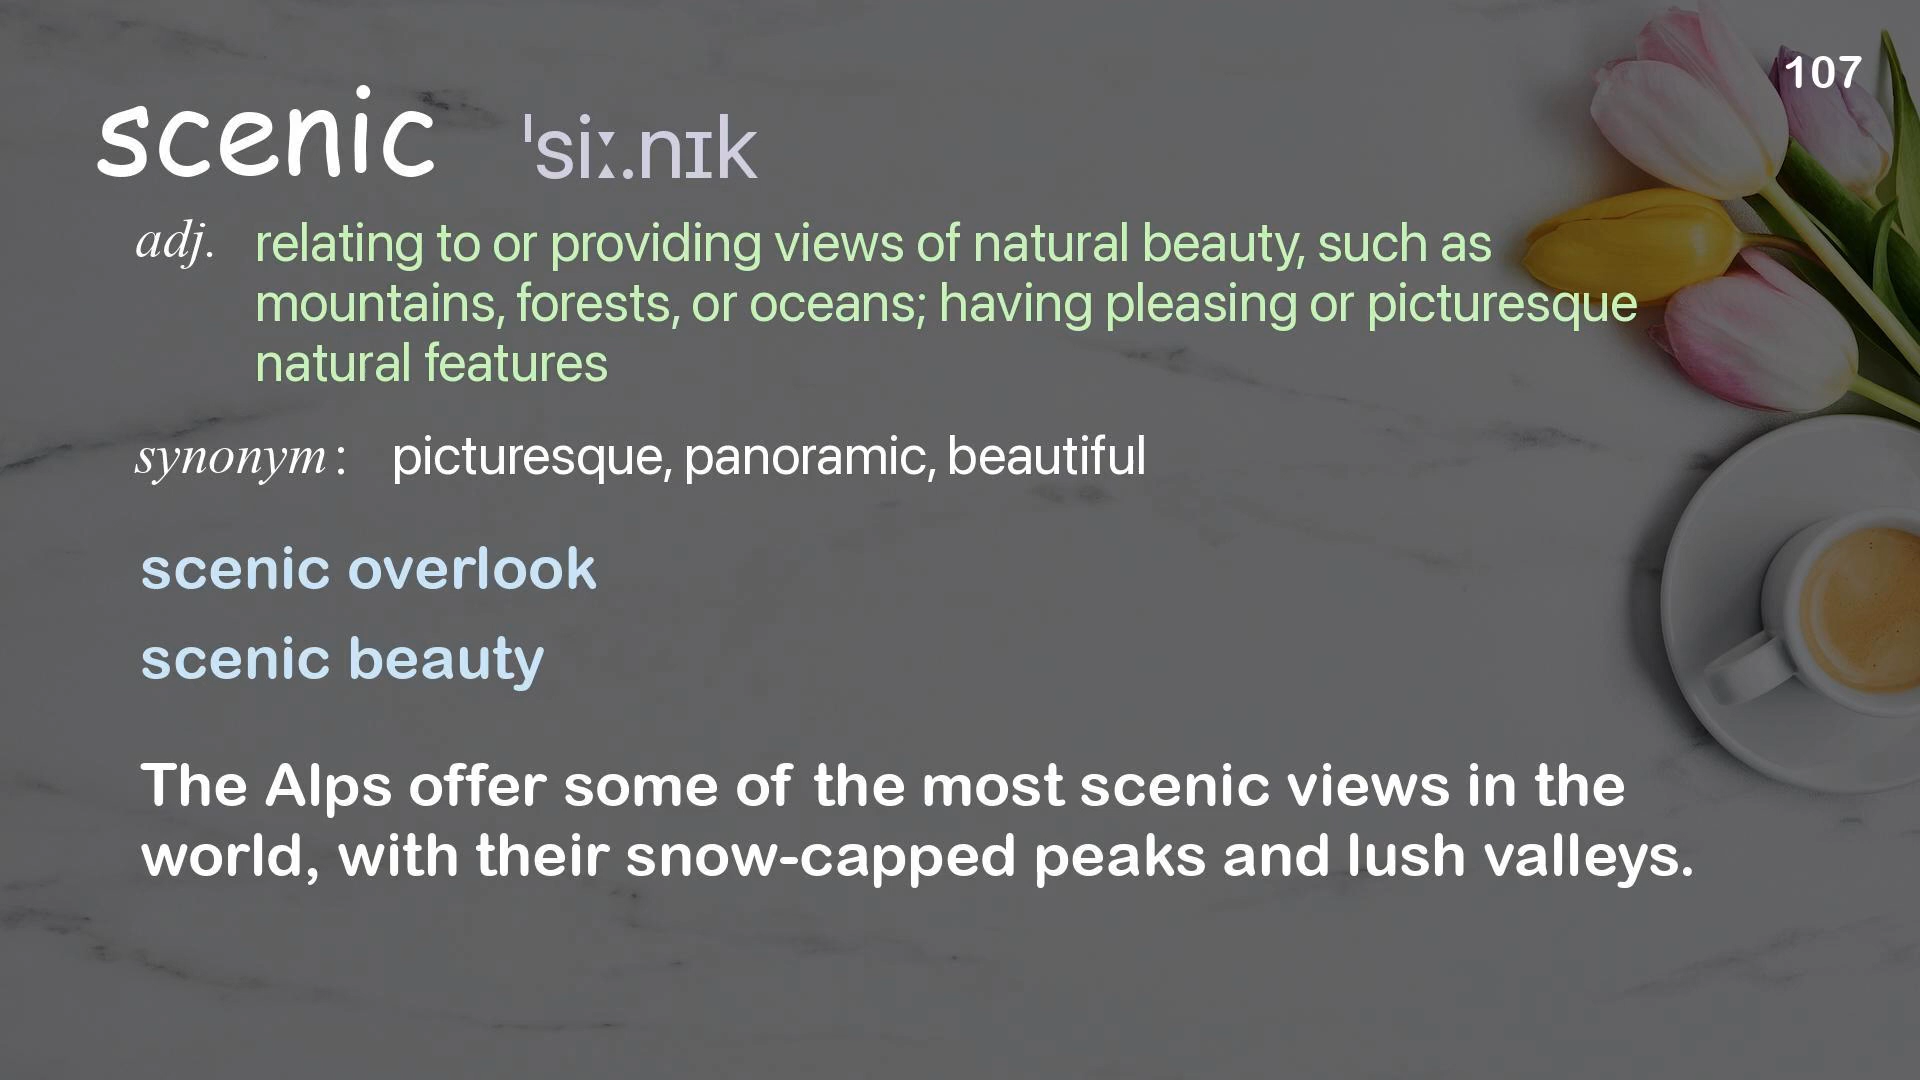 107
scenic ˈsiː.nɪk
adj. relating to or providing views of natural beauty, such as
mountains, forests, or oceans; having pleasing or picturesque
natural features
synonym: picturesque, panoramic, beautiful
scenic overlook
scenic beauty
The Alps offer some of the most scenic views in the
world, with their snow-capped peaks and lush valleys.